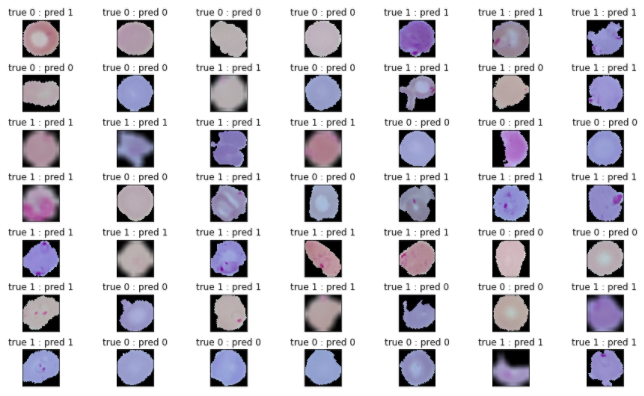 true 0 : pred 1 true 0 : pred 0 true 0 : pred 0 true 0 : pred 0 true 1 : pred 1 true 1 : pred 1 true 1 : pred 1
true 0 : pred 0 true 0 : pred 0 true 1 : pred 1 true 0 : pred 0 true 1 : pred 1 true 1 : pred 0 true 1 : pred 1
true 1 : pred 1 true 1 : pred 1 true 1 : pred 1 true 1 : pred 1 true 0 : pred 0 true 0 : pred 1 true 0 : pred 0
true 1 : pred 1 true 0 : pred 0 true 1 : pred 1 true 0 : pred 0 true 1 : pred 1 true 1 : pred 1 true 1 : pred 1
true 1 : pred 1 true 1 : pred 1 true 1 : pred 1 true 1 : pred 1 true 1 : pred 1 true 0 : pred 0 true 0 : pred 0
true 1 : pred 1 true 0 : pred 0 true 1 : pred 1 true 1 : pred 1 true 1 : pred 0 true 0 : pred 0 true 1 : pred 1
true 1 : pred 1 true 0 : pred 0 true 0 : pred 0 true 0 : pred 0 true 0 : pred 0 true 1 : pred 1 true 1 : pred 1